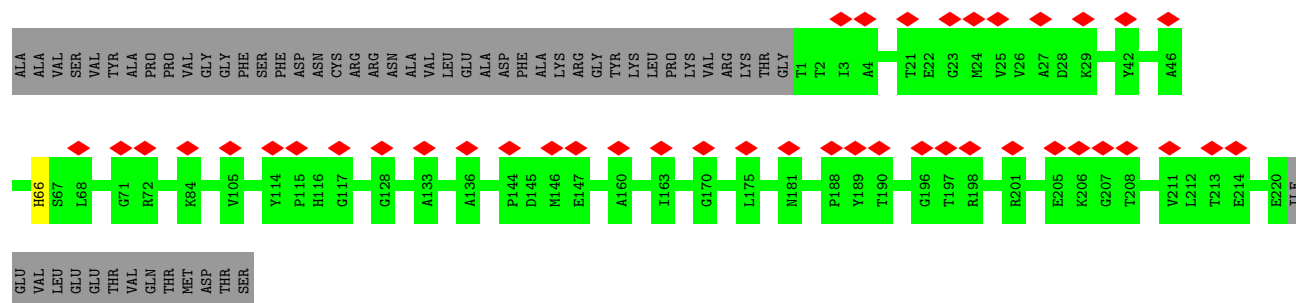 ALA ALA VAL SER VAL TYR ALA PRO PRO VAL GLY GLY PHE SER PHE ASP ASN CYS ARG ARG ASN ALA VAL LEU GLU ALA ASP PHE ALA LYS ARG GLY TYR LYS LEU PRO LYS VAL ARG LYS THR GLY T1 T2 I3 A4 T21 E22 G23 M24 V25 V26 A27 D28 K29 Y42 A46
H66 S67 L68 G71 R72 K84 V105 Y114 P115 H116 G117 G128 A133 A136 P144 D145 M146 E147 A160 I163 G170 L175 N181 P188 Y189 T190 G196 T197 R198 R201 E205 K206 G207 T208 V211 L212 T213 E214 E220 ILE
GLU VAL LEU GLU GLU THR VAL GLN THR MET ASP THR SER